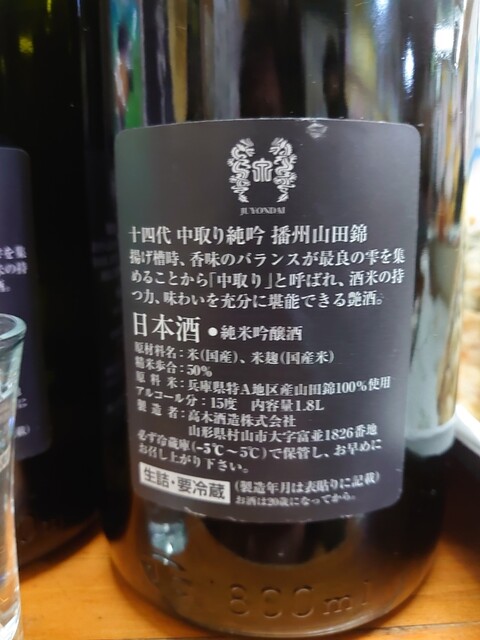 JUYONDAI
十四代 中取り純吟 播州山田錦
揚げ槽時、香味のバランスが最良の雫を集
めることから「中取り」と呼ばれ、酒米の持
つ力、味わいを充分に堪能できる艶酒。
日本酒 ●純米吟醸酒
原材料名：米(国産)、米麹(国産米)
精米歩合：50%
原料米：兵庫県特A地区産山田錦100%使用
アルコール分：15度 内容量1.8L
製造者：高木酒造株式会社
山形県村山市大字富並1826番地
必ず冷蔵庫(-5℃～5℃)で保管し、お早めに
お召し上がり下さい。
生詰・要冷蔵 (製造年月は表貼りに記載)
お酒は20歳になってから。
1800ml